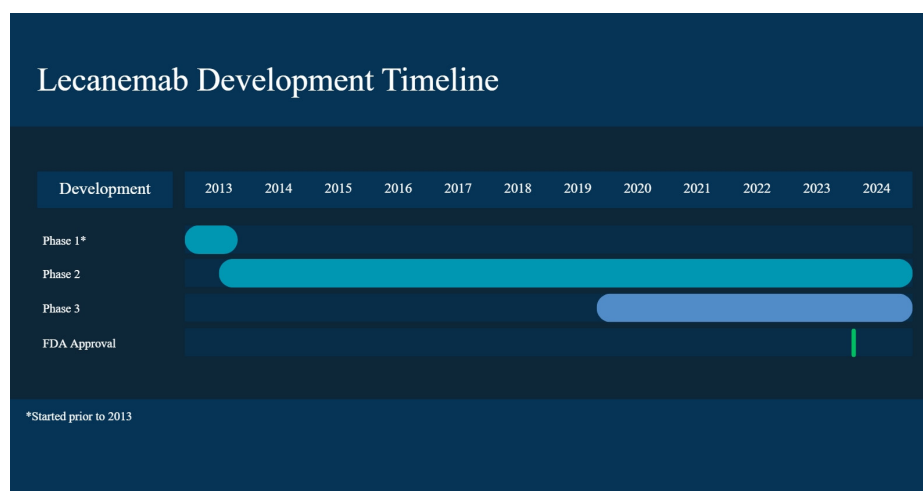 Lecanemab Development Timeline
Development 2013 2014 2015 2016 2017 2018 2019 2020 2021 2022 2023 2024
Phase 1*
Phase 2
Phase 3
FDA Approval
*Started prior to 2013